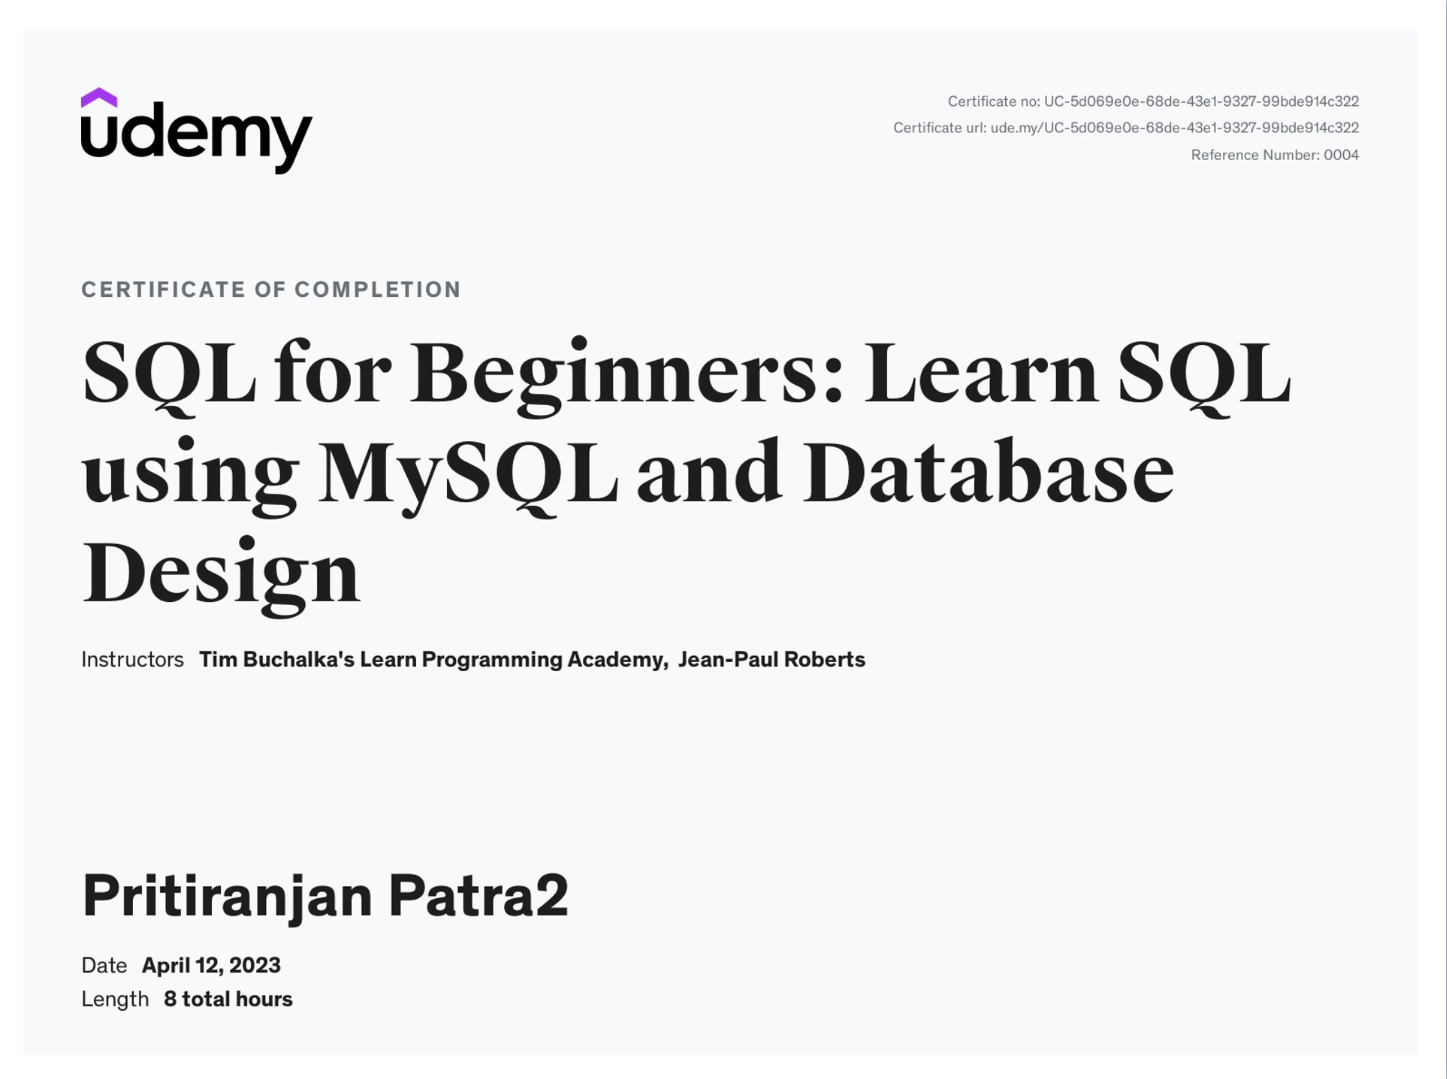 udemy
Certificate no: UC-5d069e0e-68de-43e1-9327-99bde914c322
Certificate url: ude.my/UC-5d069e0e-68de-43e1-9327-99bde914c322
Reference Number: 0004
CERTIFICATE OF COMPLETION
SQL for Beginners: Learn SQL
using MySQL and Database
Design
Instructors Tim Buchalka's Learn Programming Academy, Jean-Paul Roberts
Pritiranjan Patra2
Date April 12, 2023
Length 8 total hours